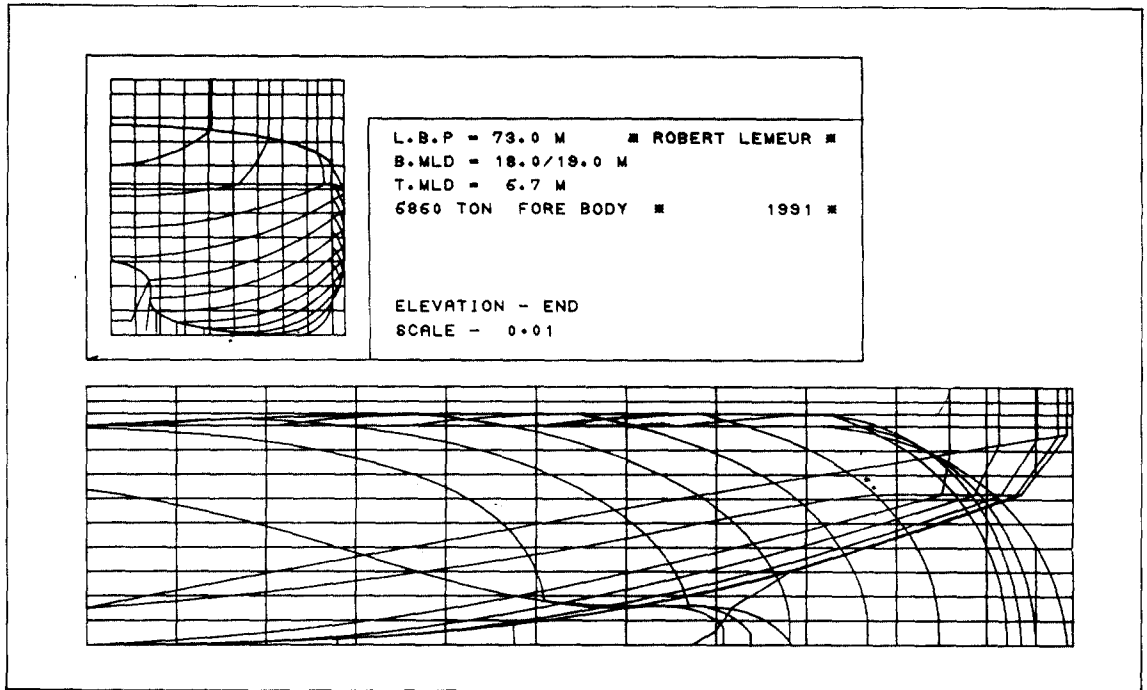 L.B.P = 73.0 M * ROBERT LEMEUR *
B.MLD = 18.0/19.0 M
T.MLD = 6.7 M
6860 TON FORE BODY * 1991 *
ELEVATION - END
SCALE - 0.01